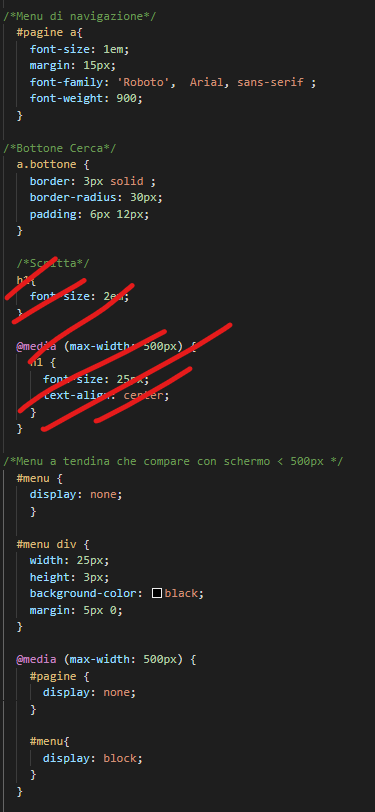 /*Menu di navigazione*/
#pagine a{
font-size: 1em;
margin: 15px;
font-family: 'Roboto',  Arial, sans-serif ;
font-weight: 900;
}
/*Bottone Cerca*/
a.bottone {
border: 3px solid ;
border-radius: 30px;
padding: 6px 12px;
}
/*Scritta*/
h1{
font-size: 2em;
}
@media (max-width: 500px) {
h1 {
font-size: 25px;
text-align: center;
}
}
/*Menu a tendina che compare con schermo < 500px */
#menu {
display: none;
}
#menu div {
width: 25px;
height: 3px;
background-color: black;
margin: 5px 0;
}
@media (max-width: 500px) {
#pagine {
display: none;
}
#menu{
display: block;
}
}